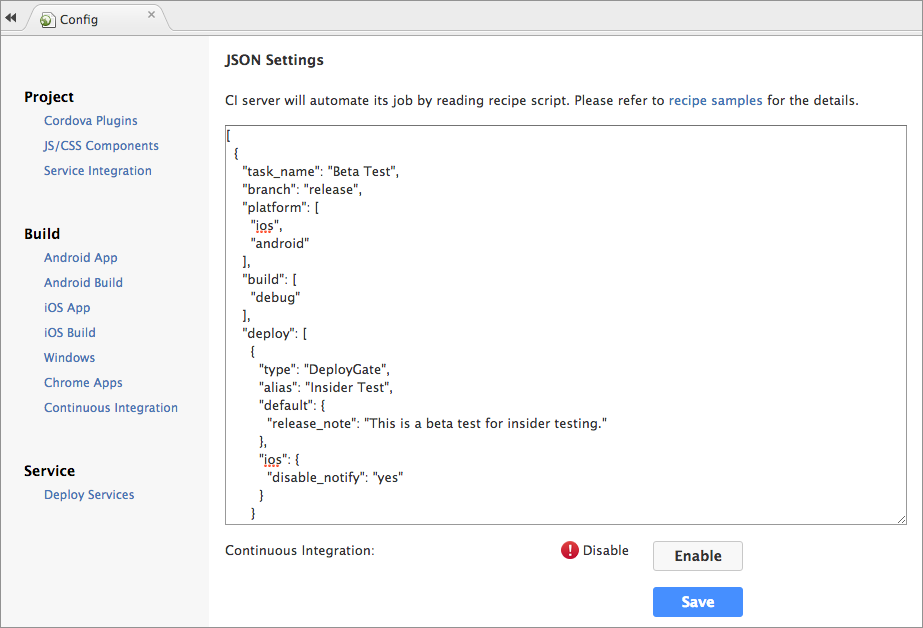 Config
Project
Cordova Plugins
JS/CSS Components
Service Integration
Build
Android App
Android Build
iOS App
iOS Build
Windows
Chrome Apps
Continuous Integration
Service
Deploy Services
JSON Settings
CI server will automate its job by reading recipe script. Please refer to recipe samples for the details.
[
{
"task_name": "Beta Test",
"branch": "release",
"platform": [
"ios",
"android"
],
"build": [
"debug"
],
"deploy": [
{
"type": "DeployGate",
"alias": "Insider Test",
"default": {
"release_note": "This is a beta test for insider testing."
},
"ios": {
"disable_notify": "yes"
}
}
Continuous Integration: Disable Enable
Save